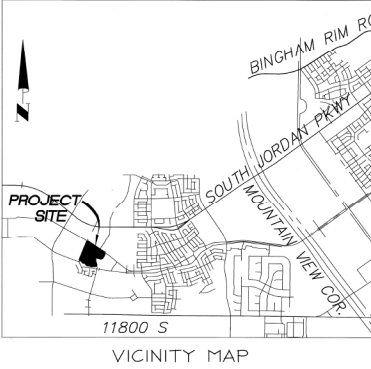 BINGHAM RIM RO
N
SOUTH JORDAN PKWY
PROJECT
SITE
MOUNTAIN VIEW COR.
11800 S
VICINITY MAP